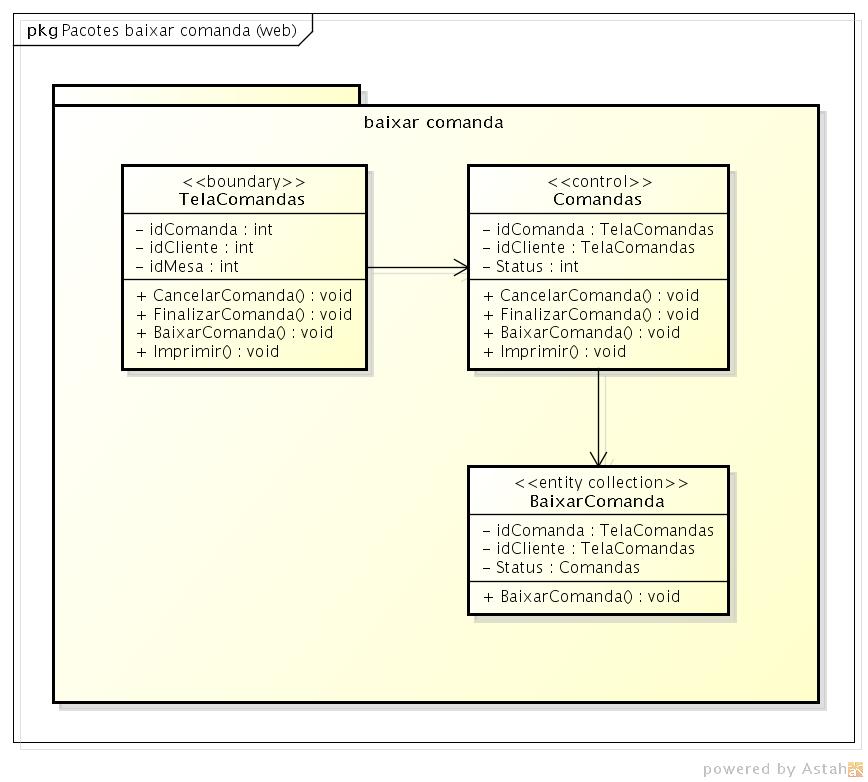 pkg Pacotes baixar comanda (web)
baixar comanda
<<boundary>>
TelaComandas
- idComanda : int
- idCliente : int
- idMesa : int
+ CancelarComanda() : void
+ FinalizarComanda() : void
+ BaixarComanda() : void
+ Imprimir() : void
<<control>>
Comandas
- idComanda : TelaComandas
- idCliente : TelaComandas
- Status : int
+ CancelarComanda() : void
+ FinalizarComanda() : void
+ BaixarComanda() : void
+ Imprimir() : void
<<entity collection>>
BaixarComanda
- idComanda : TelaComandas
- idCliente : TelaComandas
- Status : Comandas
+ BaixarComanda() : void
powered by Astah